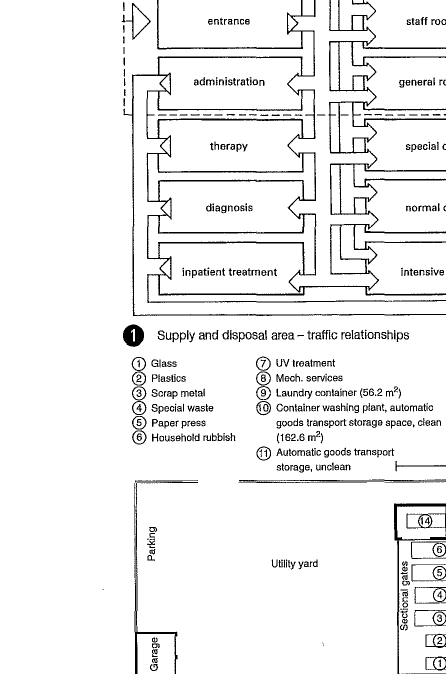 entrance
staff roo
administration
general ro
therapy
special c
diagnosis
normal c
inpatient treatment
intensive
1 Supply and disposal area – traffic relationships
1 Glass
2 Plastics
3 Scrap metal
4 Special waste
5 Paper press
6 Household rubbish
7 UV treatment
8 Mech. services
9 Laundry container (56.2 m²)
10 Container washing plant, automatic
goods transport storage space, clean
(162.6 m²)
11 Automatic goods transport
storage, unclean
Parking
Utility yard
Garage
Sectional gates
14
6
5
4
3
2
1